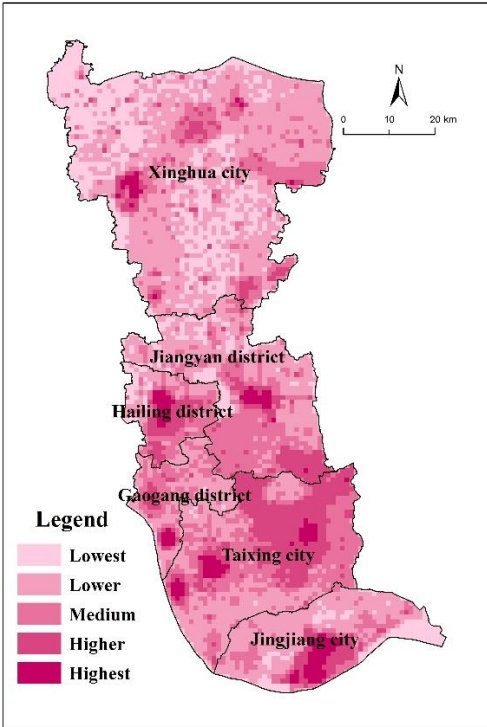 N
0 10 20 km
Xinghua city
Jiangyan district
Hailing district
Gaogang district
Legend
Lowest
Taixing city
Lower
Medium
Jingjiang city
Higher
Highest